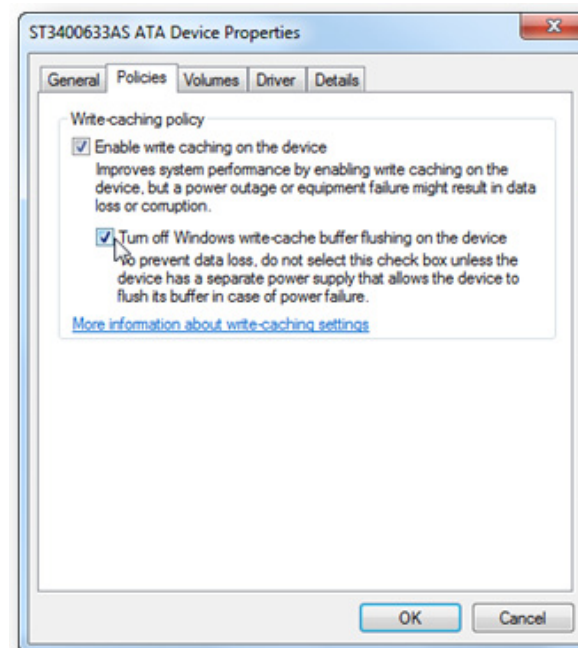 ST3400633AS ATA Device Properties
General Policies Volumes Driver Details
Write-caching policy
Enable write caching on the device
Improves system performance by enabling write caching on the
device, but a power outage or equipment failure might result in data
loss or corruption.
Turn off Windows write-cache buffer flushing on the device
To prevent data loss, do not select this check box unless the
device has a separate power supply that allows the device to
flush its buffer in case of power failure.
More information about write-caching settings
OK Cancel